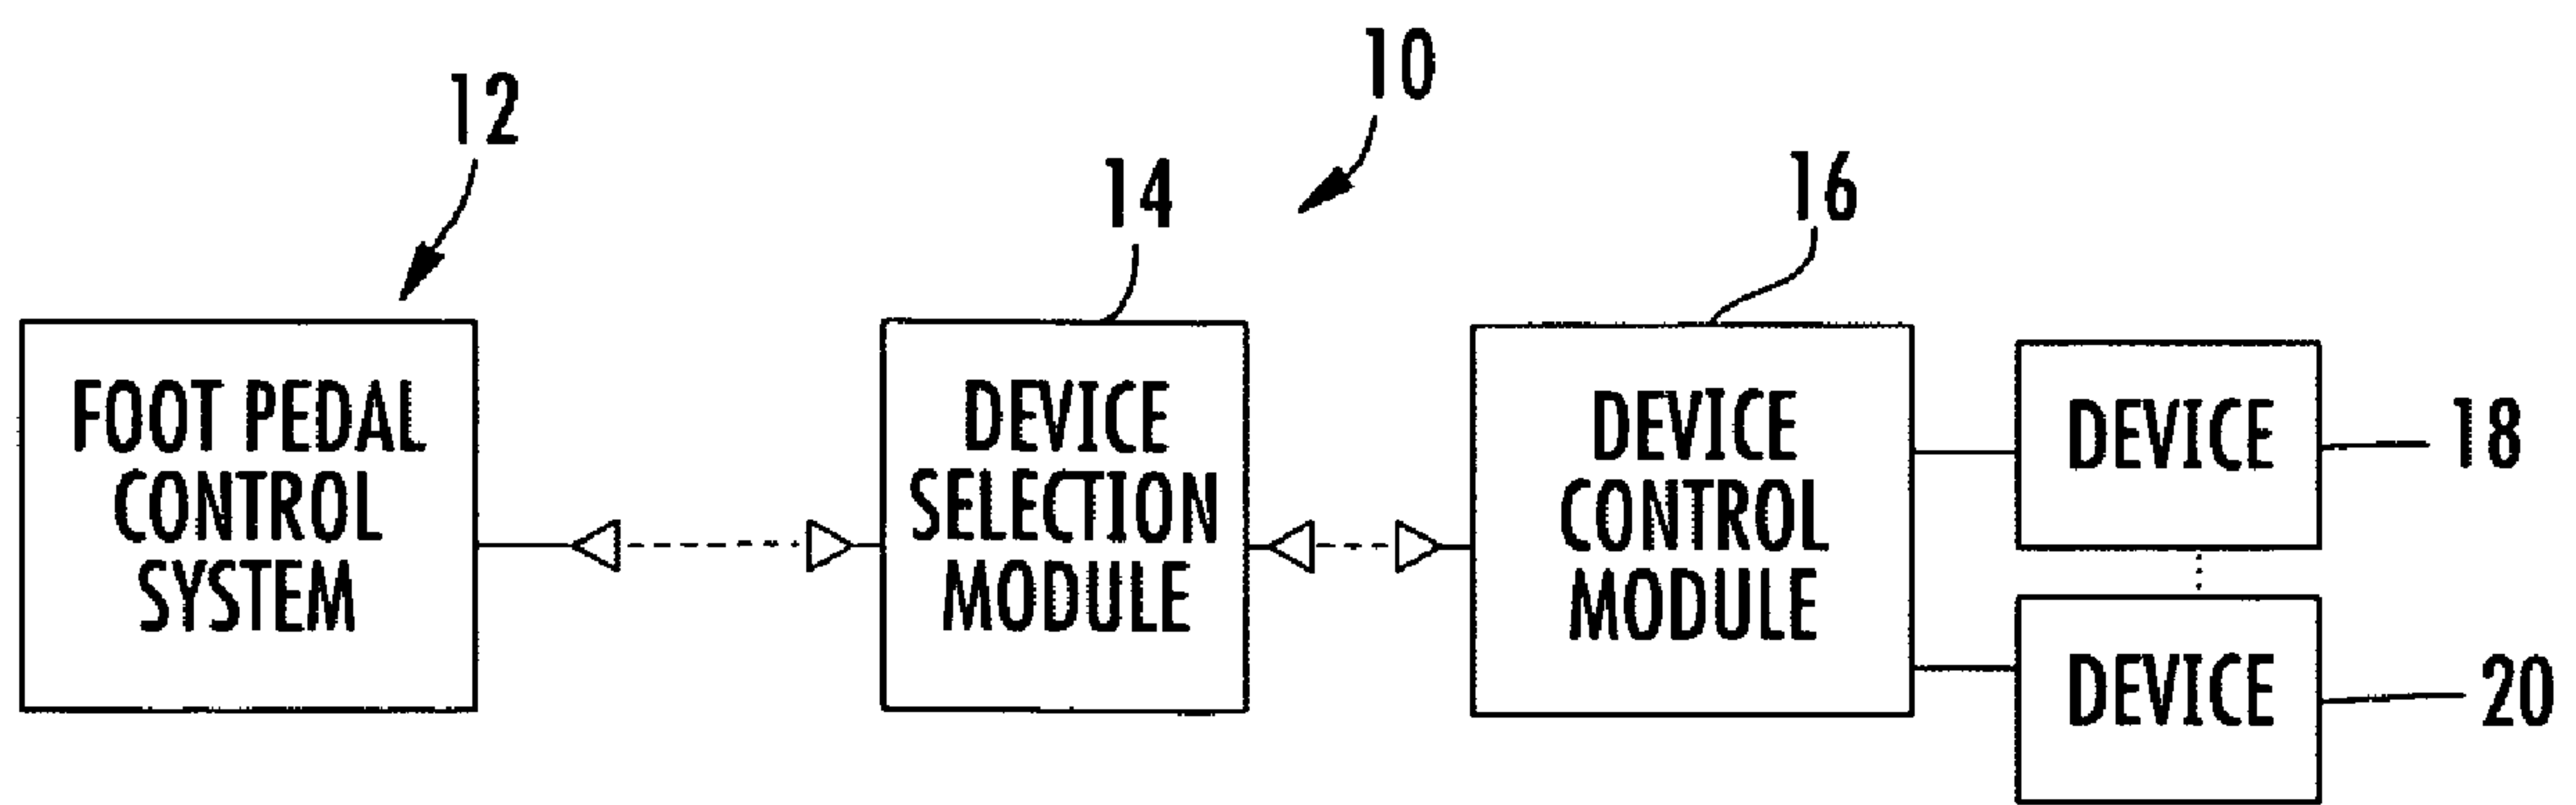 10
12
14
16
FOOT PEDAL
CONTROL
SYSTEM
DEVICE
SELECTION
MODULE
DEVICE
CONTROL
MODULE
DEVICE
18
DEVICE
20